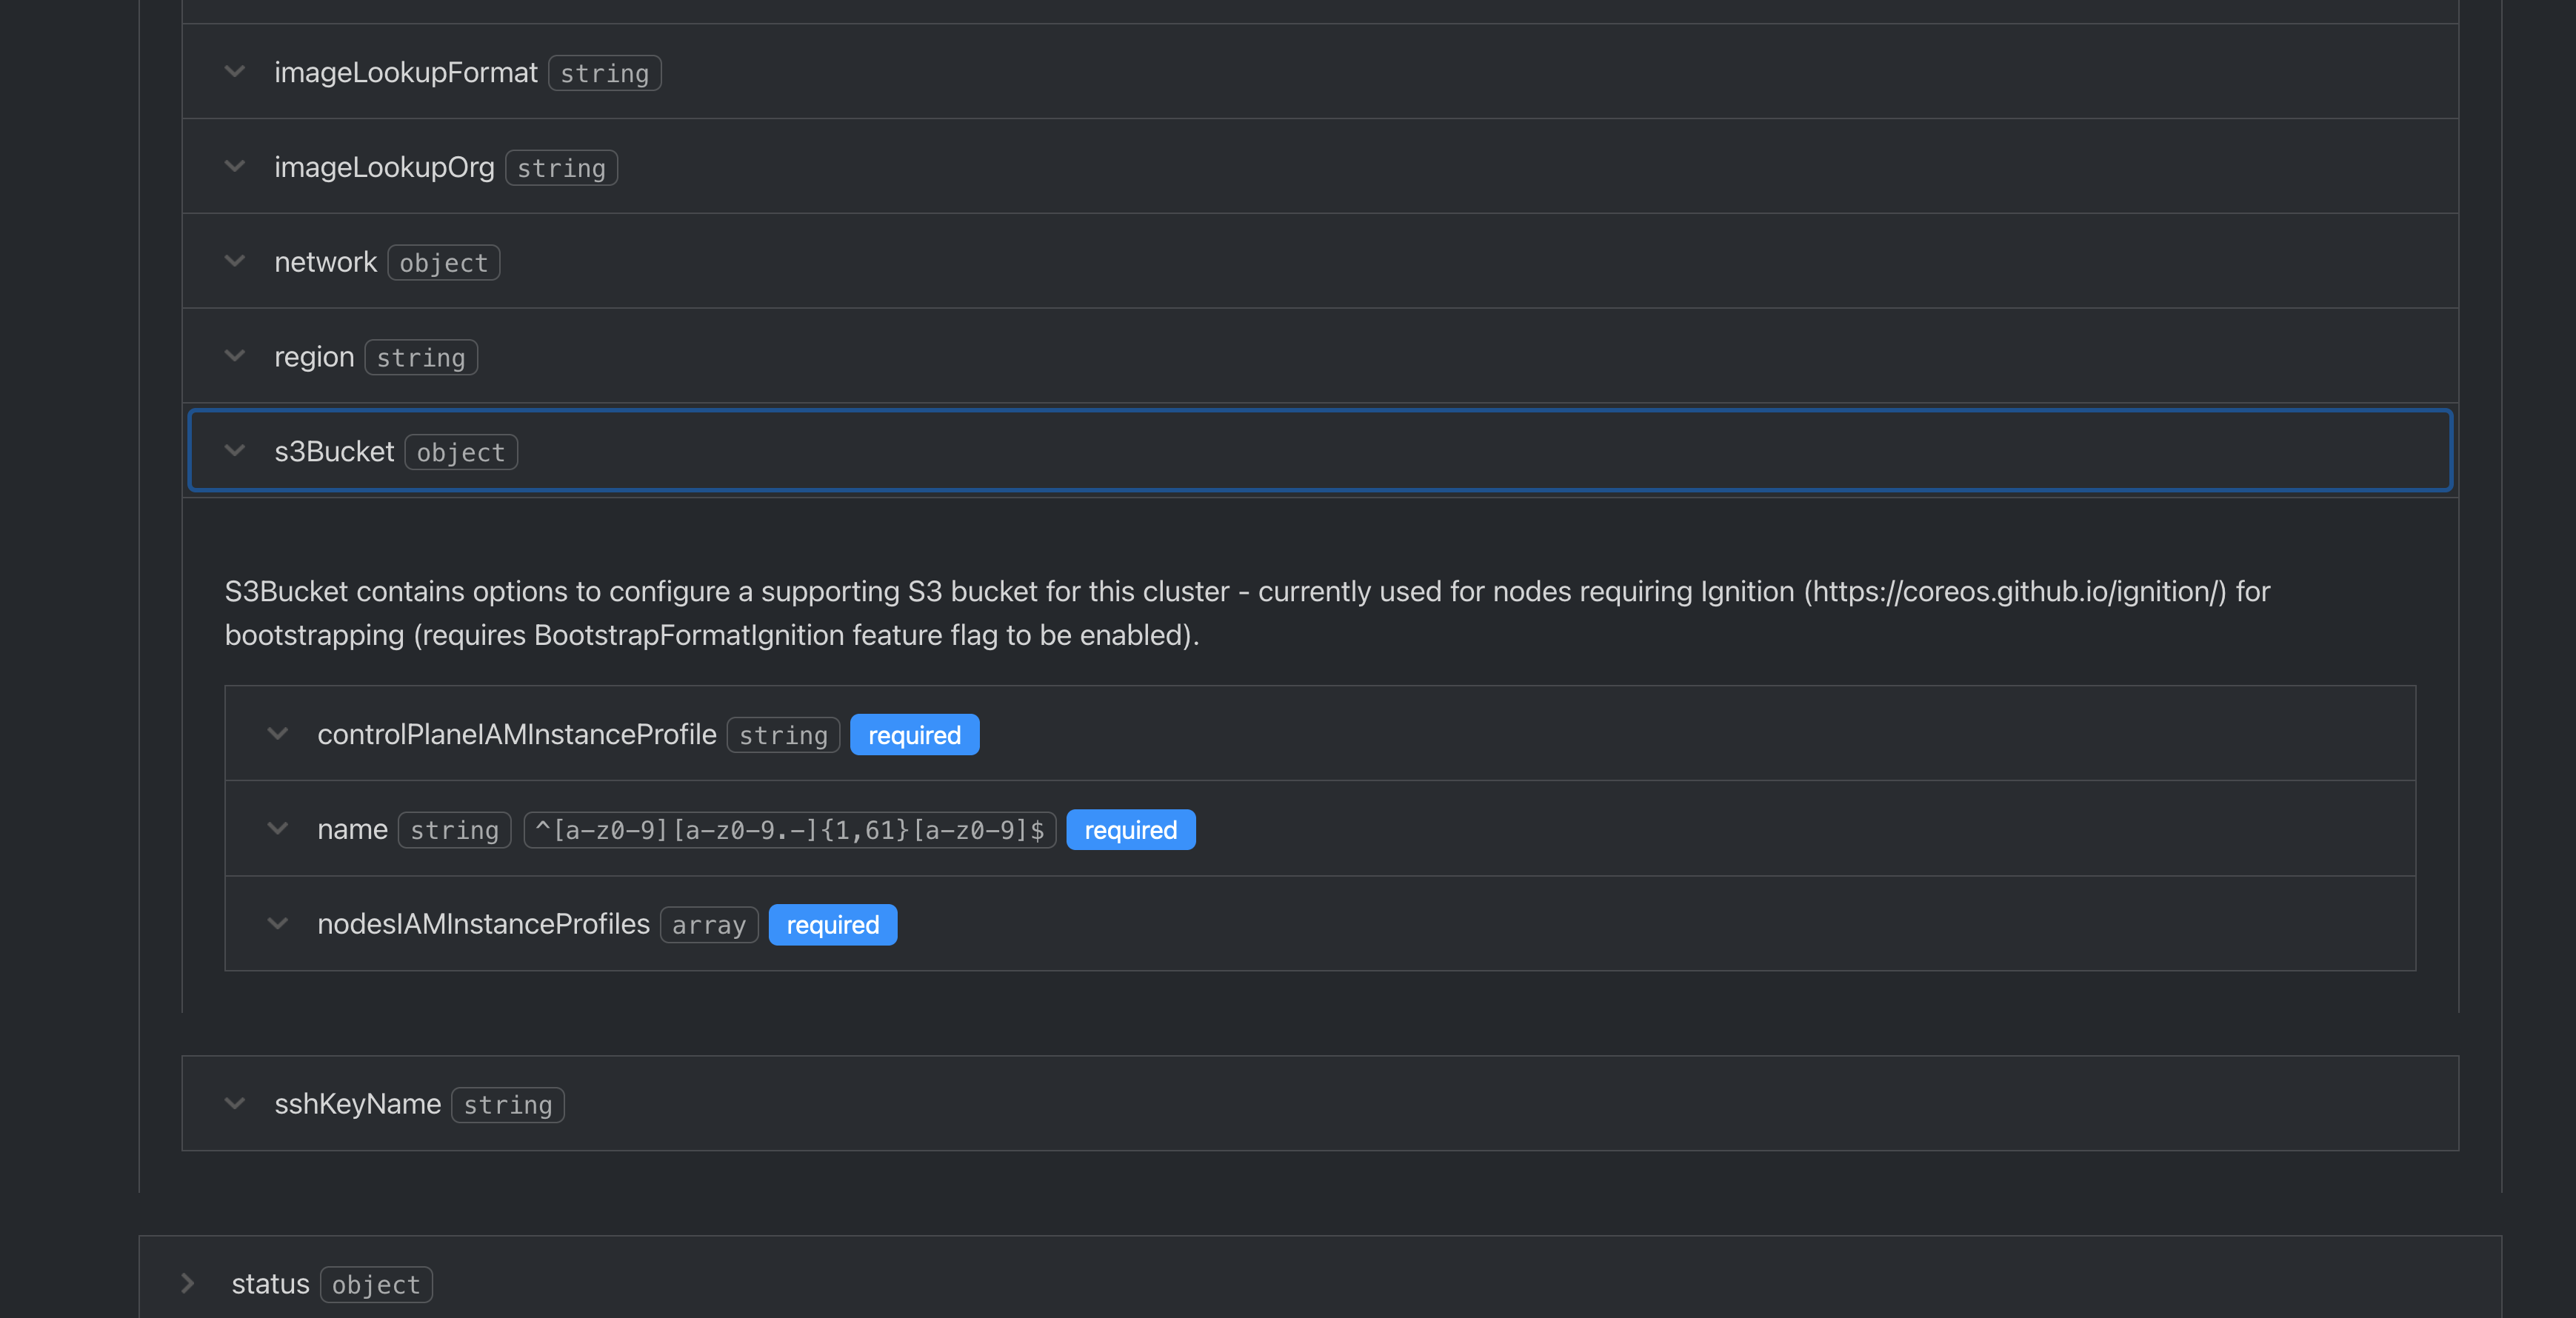 imageLookupFormat string
imageLookupOrg string
network object
region string
s3Bucket object
S3Bucket contains options to configure a supporting S3 bucket for this cluster - currently used for nodes requiring Ignition (https://coreos.github.io/ignition/) for
bootstrapping (requires BootstrapFormatIgnition feature flag to be enabled).
controlPlaneIAMInstanceProfile string required
name string ^[a-z0-9][a-z0-9.-]{1,61}[a-z0-9]$ required
nodesIAMInstanceProfiles array required
sshKeyName string
status object